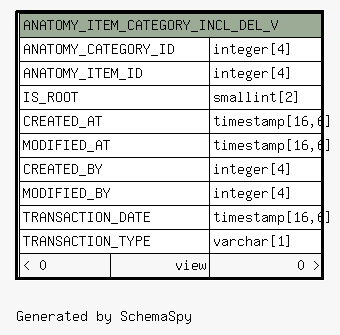 ANATOMY_ITEM_CATEGORY_INCL_DEL_V
ANATOMY_CATEGORY_ID integer[4]
ANATOMY_ITEM_ID integer[4]
IS_ROOT smallint[2]
CREATED_AT timestamp[16,6]
MODIFIED_AT timestamp[16,6]
CREATED_BY integer[4]
MODIFIED_BY integer[4]
TRANSACTION_DATE timestamp[16,6]
TRANSACTION_TYPE varchar[1]
< 0 view 0 >
Generated by SchemaSpy